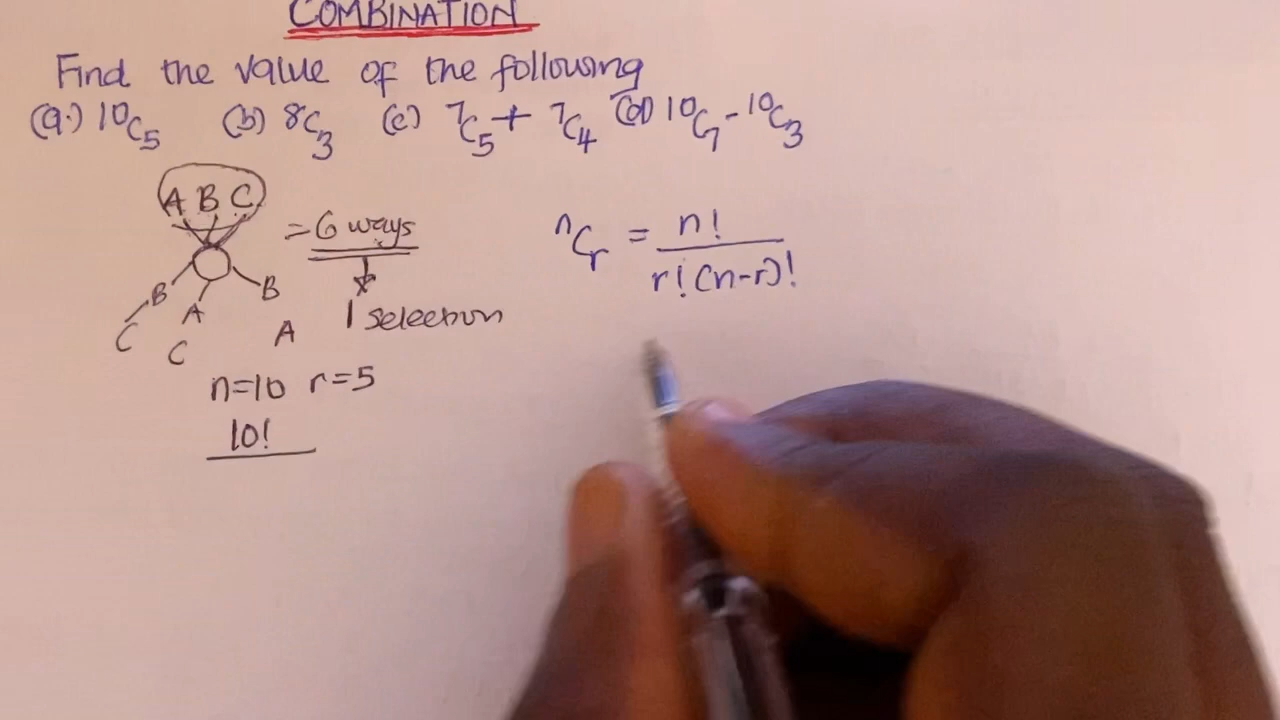 COMBINATION
Find the value of the following
(a.) ¹⁰C₅ (b) ⁸C₃ (c) ⁷C₅ + ⁷C₄ (d) ¹⁰C₇ - ¹⁰C₃
A B C
= 6 ways
B A B
C C A
1 selection
n=10 r=5
10!
ⁿCᵣ = n!
r! (n-r)!